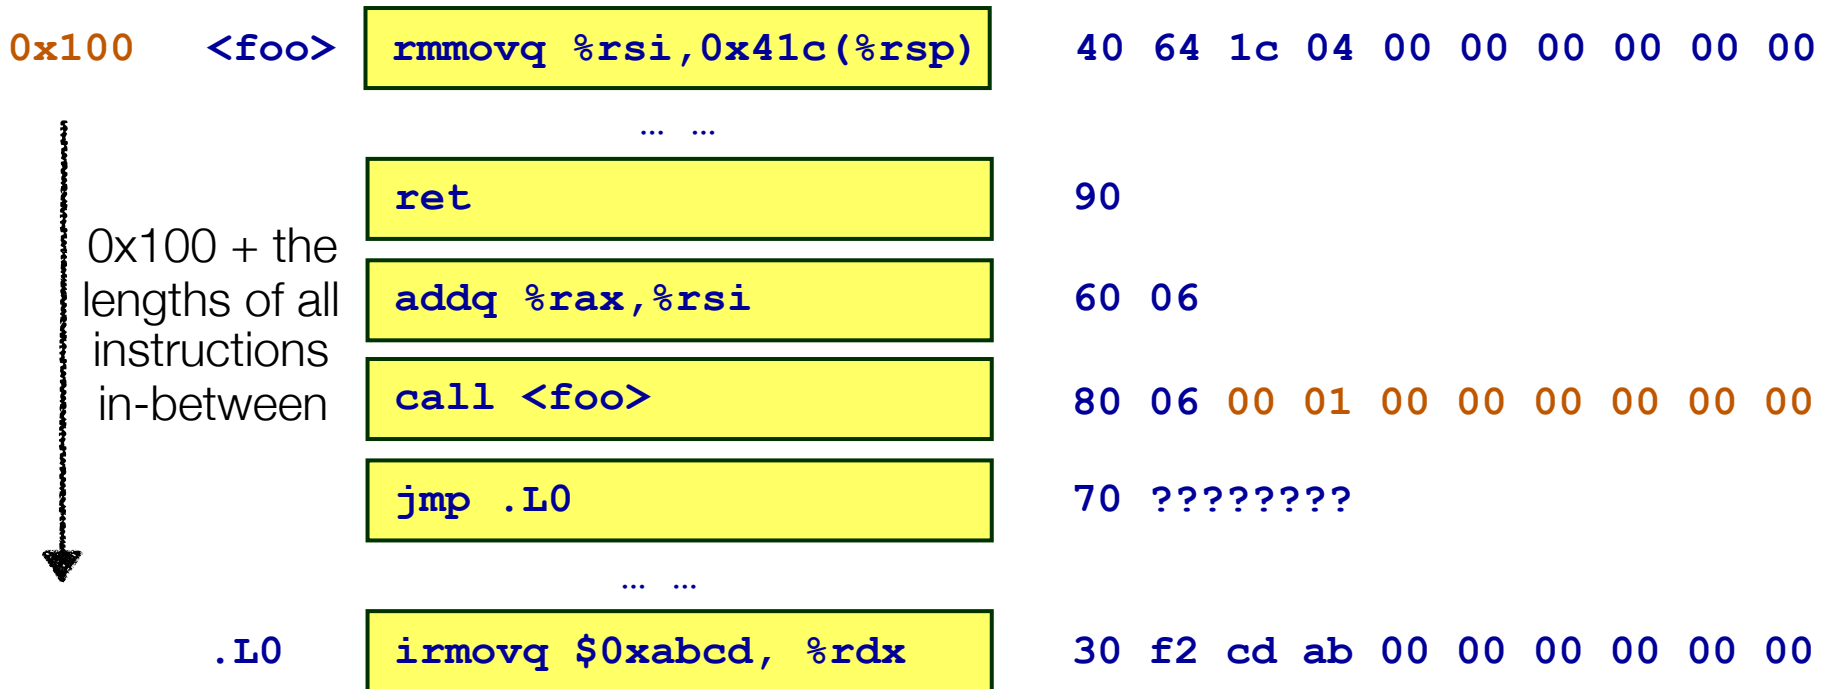 0x100 <foo> rmmovq %rsi,0x41c(%rsp) 40 64 1c 04 00 00 00 00 00 00
… …
ret 90
0x100 + the
lengths of all
instructions
in-between
addq %rax,%rsi 60 06
call <foo> 80 06 00 01 00 00 00 00 00 00
jmp .L0 70 ????????
… …
.L0 irmovq $0xabcd, %rdx 30 f2 cd ab 00 00 00 00 00 00